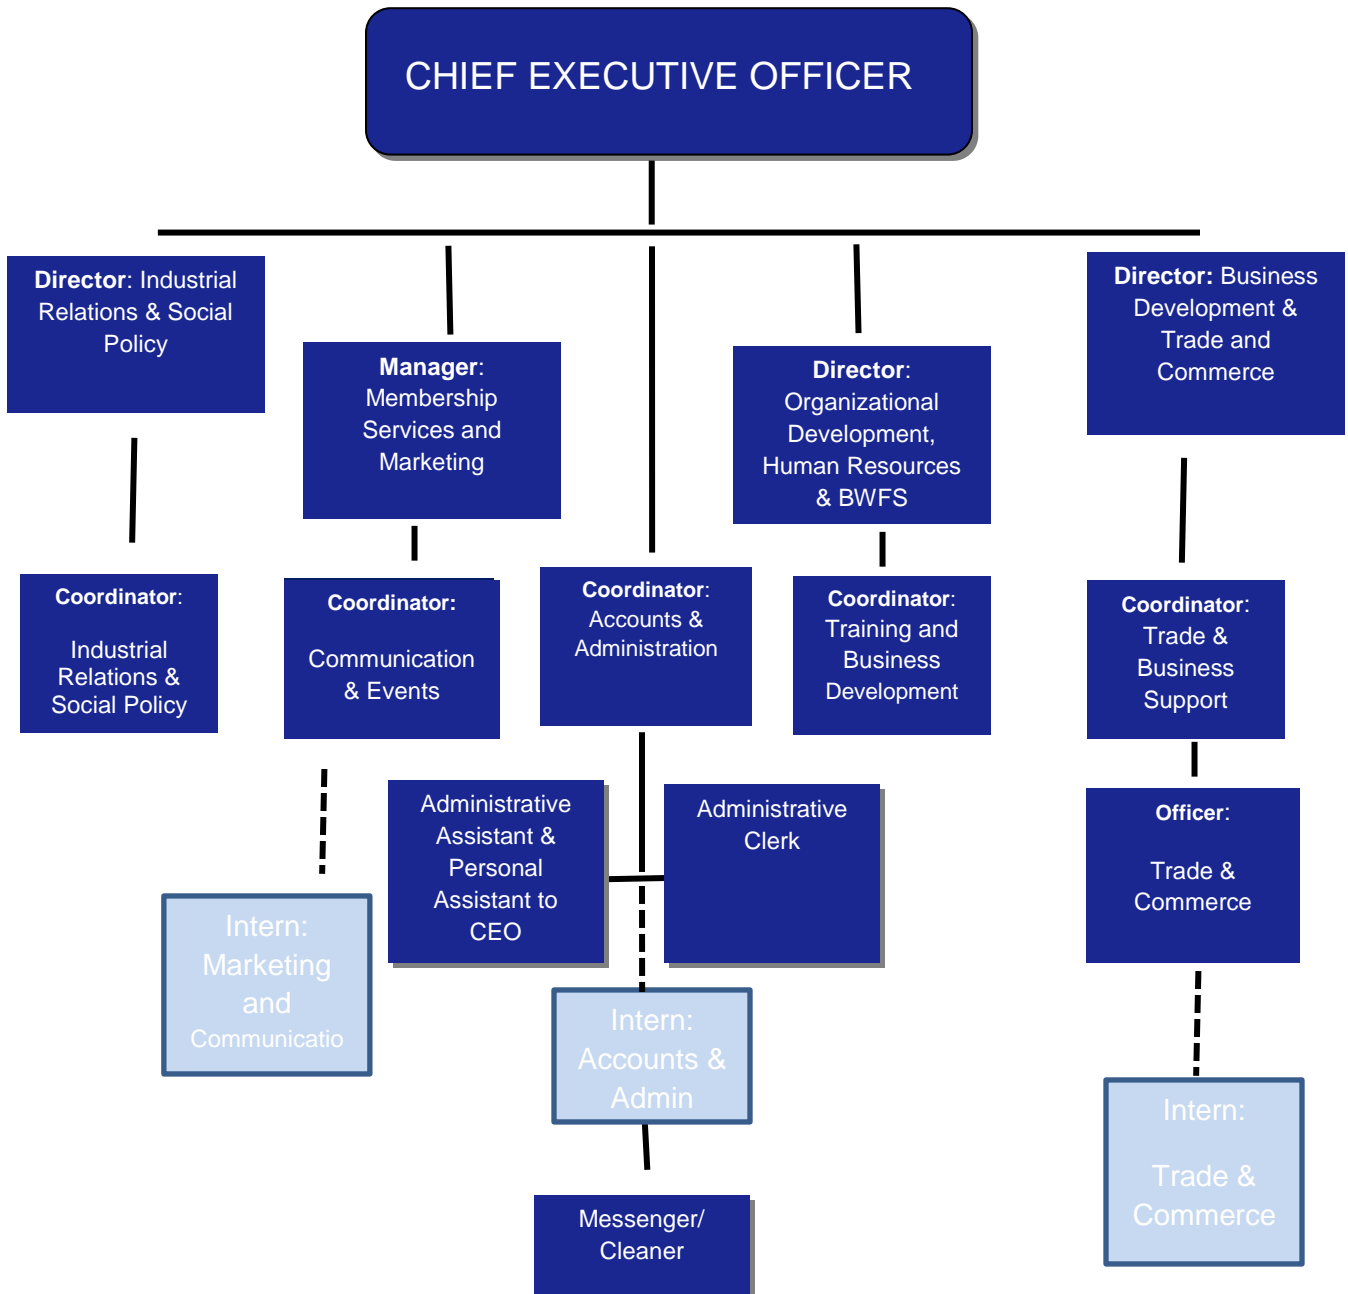 CHIEF EXECUTIVE OFFICER
Director: Industrial
Relations & Social
Policy
Manager:
Membership
Services and
Marketing
Director:
Organizational
Development,
Human Resources
& BWFS
Director: Business
Development &
Trade and
Commerce
Coordinator:
Industrial
Relations &
Social Policy
Coordinator:
Communication
& Events
Coordinator:
Accounts &
Administration
Coordinator:
Training and
Business
Development
Coordinator:
Trade &
Business
Support
Administrative
Assistant &
Personal
Assistant to
CEO
Administrative
Clerk
Officer:
Trade &
Commerce
Intern:
Marketing
and
Communicatio
Intern:
Accounts &
Admin
Intern:
Trade &
Commerce
Messenger/
Cleaner